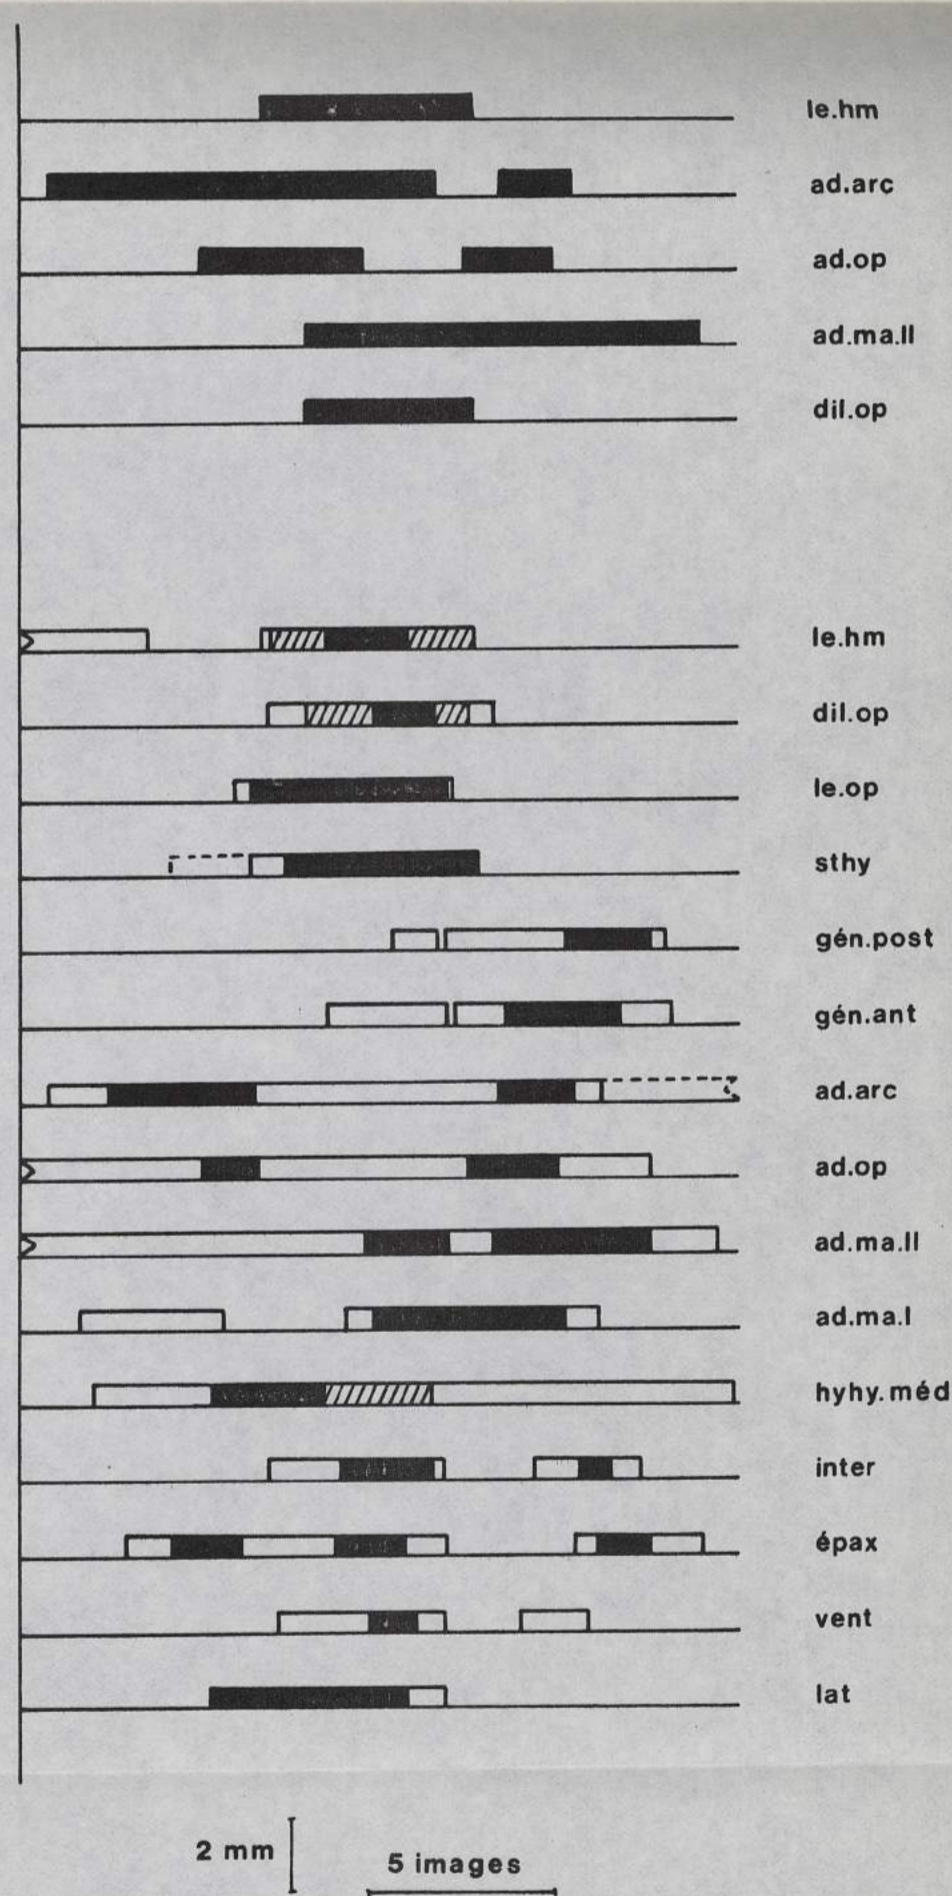 le.hm
ad.arc
ad.op
ad.ma.II
dil.op
le.hm
dil.op
le.op
sthy
gén.post
gén.ant
ad.arc
ad.op
ad.ma.II
ad.ma.I
hyhy.méd
inter
épax
vent
lat
2 mm
5 images